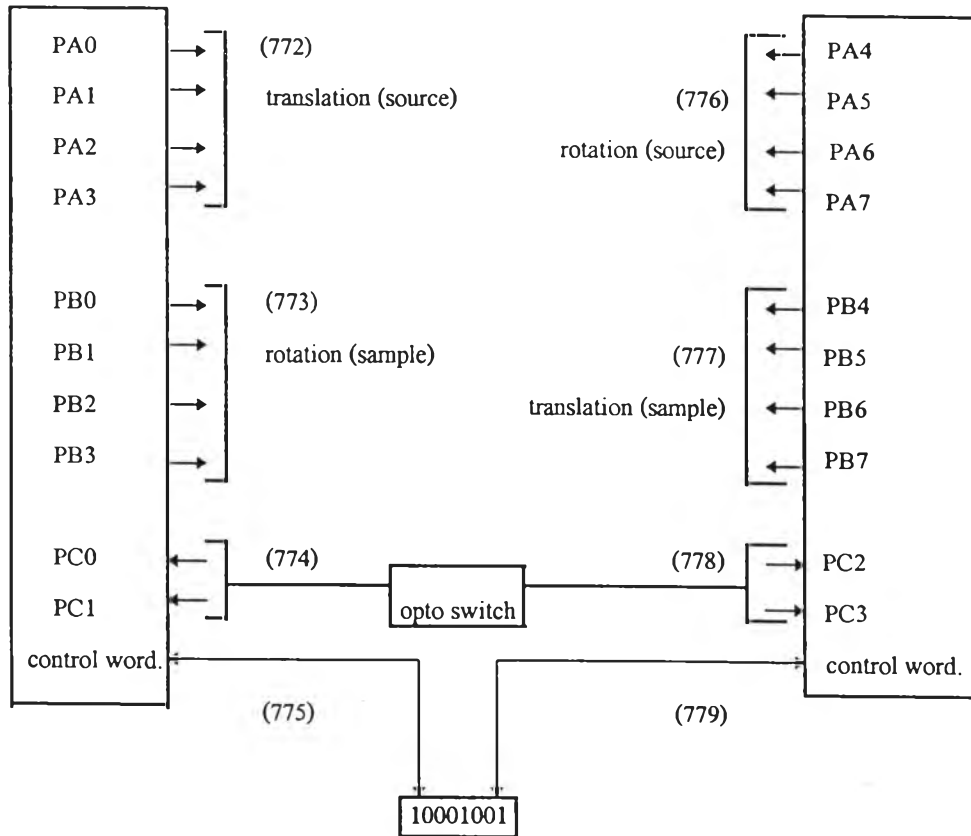 PA0
PA1
PA2
PA3
(772)
translation (source)
(776)
rotation (source)
PA4
PA5
PA6
PA7
PB0
PB1
PB2
PB3
(773)
rotation (sample)
(777)
translation (sample)
PB4
PB5
PB6
PB7
PC0
PC1
(774)
opto switch
(778)
PC2
PC3
control word.
control word.
(775)
(779)
10001001